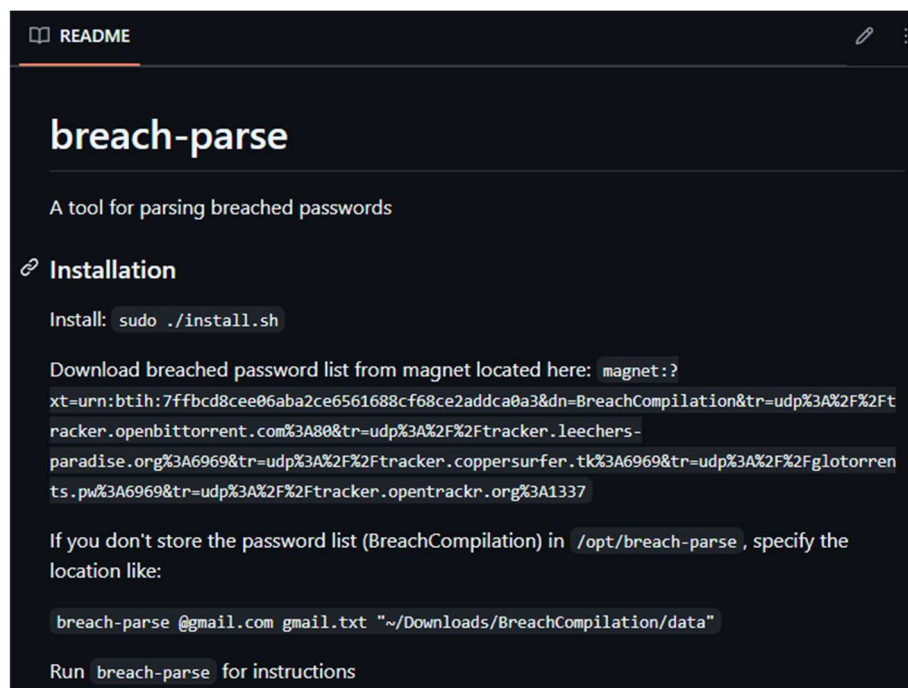 README
breach-parse
A tool for parsing breached passwords
Installation
Install: sudo ./install.sh
Download breached password list from magnet located here: magnet:?
xt=urn:btih:7ffbcd8cee06aba2ce6561688cf68ce2addca0a3&dn=BreachCompilation&tr=udp%3A%2F%2Ft
racker.openbittorrent.com%3A80&tr=udp%3A%2F%2Ftracker.leechers-
paradise.org%3A6969&tr=udp%3A%2F%2Ftracker.coppersurfer.tk%3A6969&tr=udp%3A%2F%2Fglotorren
ts.pw%3A6969&tr=udp%3A%2F%2Ftracker.opentrackr.org%3A1337
If you don't store the password list (BreachCompilation) in /opt/breach-parse, specify the
location like:
breach-parse @gmail.com gmail.txt "~/Downloads/BreachCompilation/data"
Run breach-parse for instructions